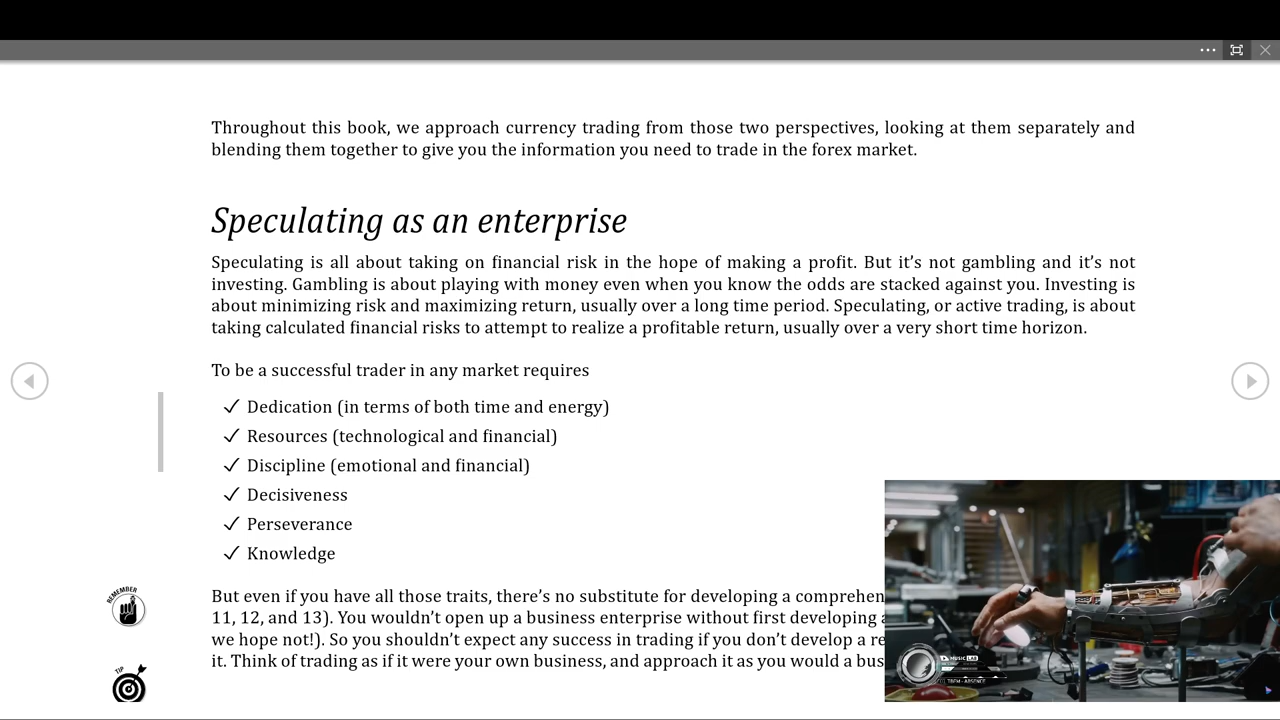 Throughout this book, we approach currency trading from those two perspectives, looking at them separately and
blending them together to give you the information you need to trade in the forex market.
Speculating as an enterprise
Speculating is all about taking on financial risk in the hope of making a profit. But it’s not gambling and it’s not
investing. Gambling is about playing with money even when you know the odds are stacked against you. Investing is
about minimizing risk and maximizing return, usually over a long time period. Speculating, or active trading, is about
taking calculated financial risks to attempt to realize a profitable return, usually over a very short time horizon.
To be a successful trader in any market requires
✓ Dedication (in terms of both time and energy)
✓ Resources (technological and financial)
✓ Discipline (emotional and financial)
✓ Decisiveness
✓ Perseverance
✓ Knowledge
REMEMBER
But even if you have all those traits, there’s no substitute for developing a comprehen
11, 12, and 13). You wouldn’t open up a business enterprise without first developing
we hope not!). So you shouldn’t expect any success in trading if you don’t develop a re
it. Think of trading as if it were your own business, and approach it as you would a bus
TIP
MUSIC LAB
TBFM - ABSENCE